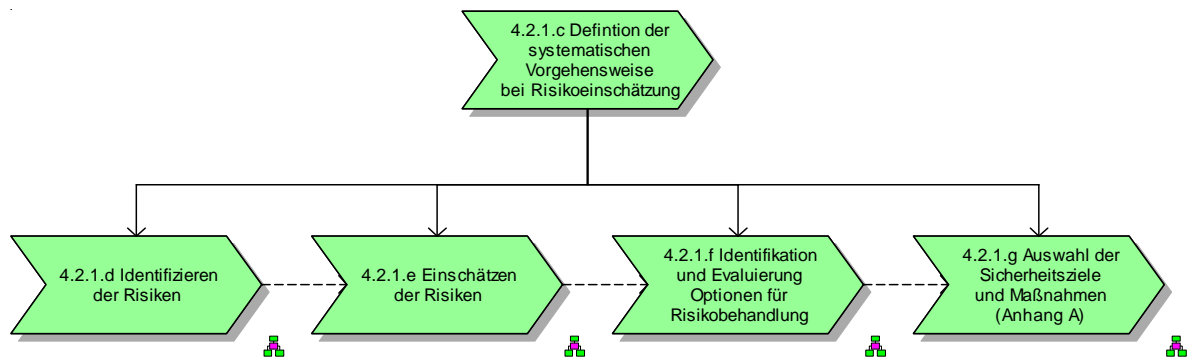 4.2.1.c Defintion der
systematischen
Vorgehensweise
bei Risikoeinschätzung
4.2.1.d Identifizieren
der Risiken
4.2.1.e Einschätzen
der Risiken
4.2.1.f Identifikation
und Evaluierung
Optionen für
Risikobehandlung
4.2.1.g Auswahl der
Sicherheitsziele
und Maßnahmen
(Anhang A)